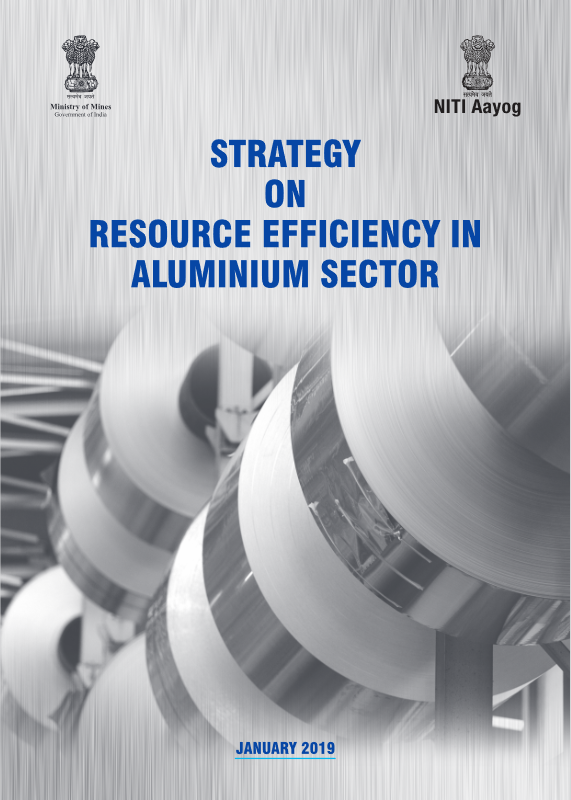 सत्यमेव जयते
Ministry of Mines
Government of India
सत्यमेव जयते
NITI Aayog
STRATEGY
ON
RESOURCE EFFICIENCY IN
ALUMINIUM SECTOR
JANUARY 2019